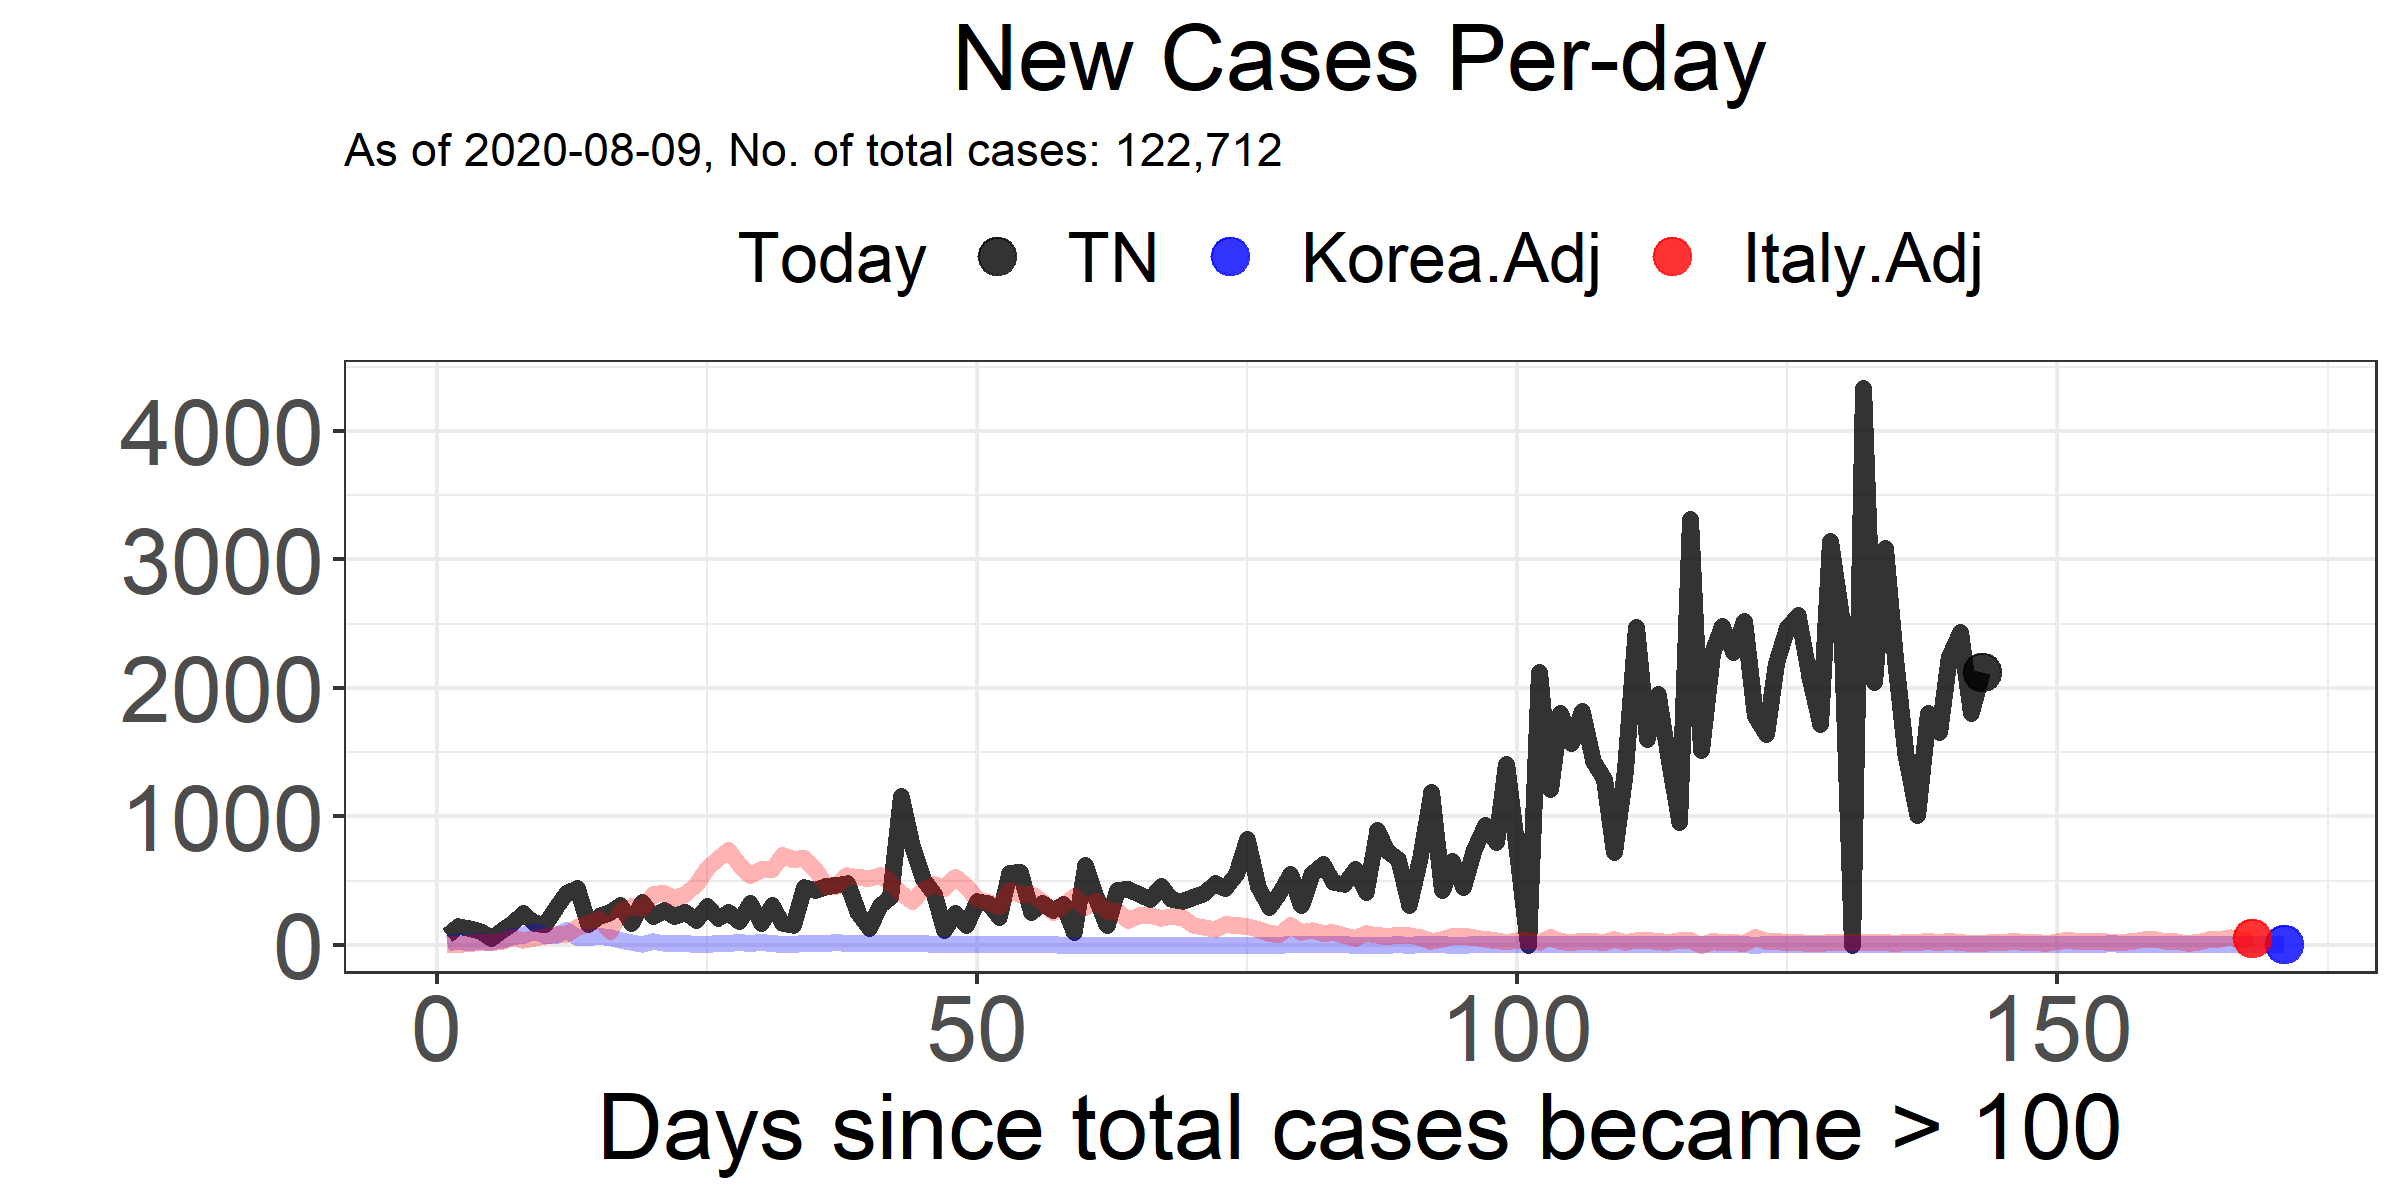 New Cases Per-day
As of 2020-08-09, No. of total cases: 122,712
Today TN Korea.Adj Italy.Adj
4000
3000
2000
1000
0
0 50 100 150
Days since total cases became > 100